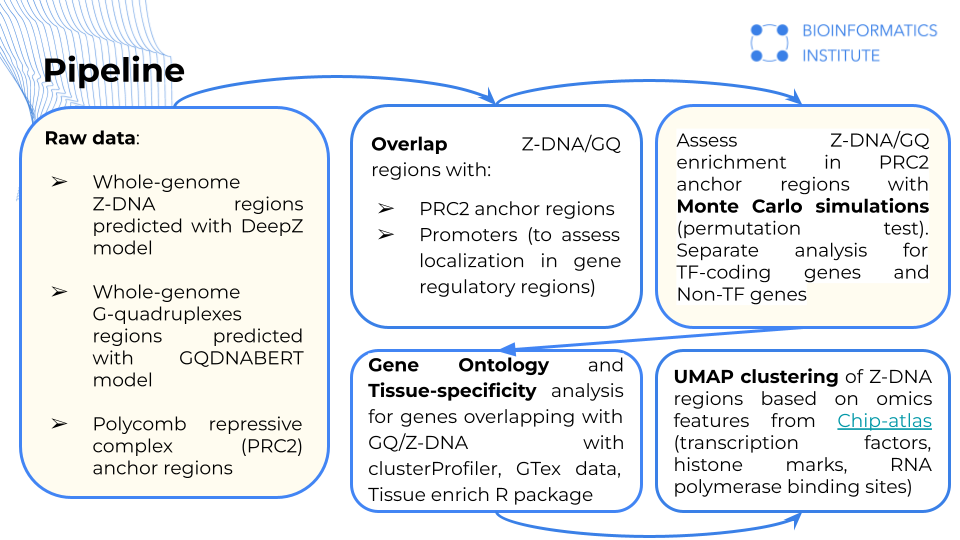 BIOINFORMATICS
INSTITUTE
Pipeline
Raw data:
➢ Whole-genome
Z-DNA regions
predicted with DeepZ
model
➢ Whole-genome
G-quadruplexes
regions predicted
with GQDNABERT
model
➢ Polycomb repressive
complex (PRC2)
anchor regions
Overlap Z-DNA/GQ
regions with:
➢ PRC2 anchor regions
➢ Promoters (to assess
localization in gene
regulatory regions)
Assess Z-DNA/GQ
enrichment in PRC2
anchor regions with
Monte Carlo simulations
(permutation test).
Separate analysis for
TF-coding genes and
Non-TF genes
Gene Ontology and
Tissue-specificity analysis
for genes overlapping with
GQ/Z-DNA with
clusterProfiler, GTex data,
Tissue enrich R package
UMAP clustering of Z-DNA
regions based on omics
features from Chip-atlas
(transcription factors,
histone marks, RNA
polymerase binding sites)